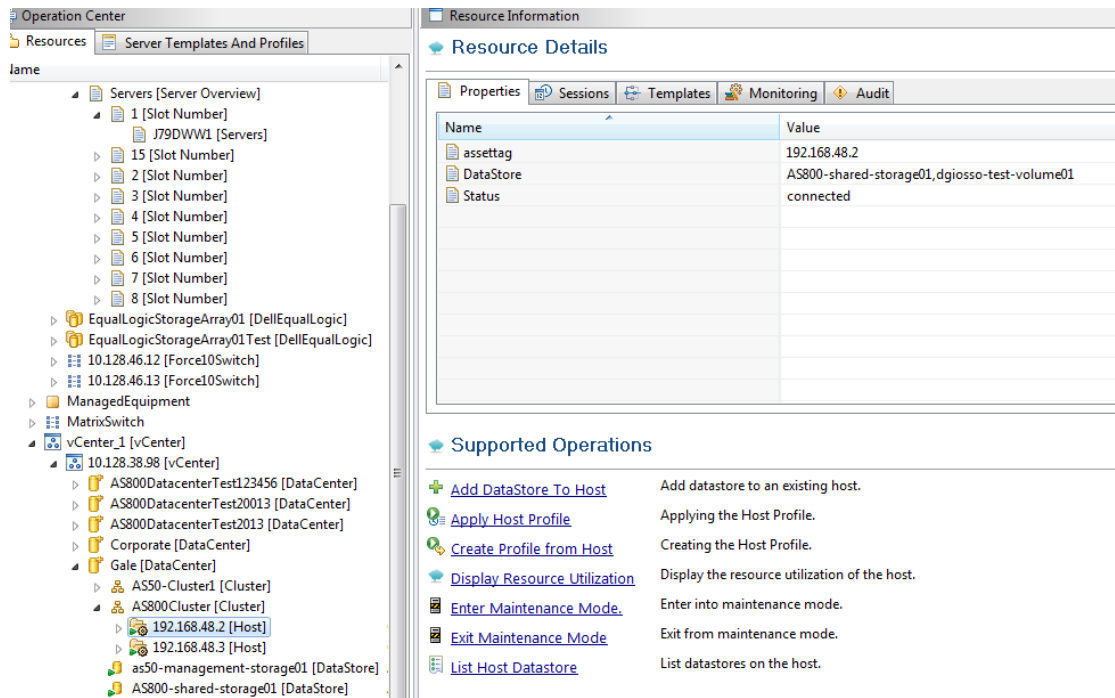 Operation Center
Resources
Server Templates And Profiles
Name
Servers [Server Overview]
1 [Slot Number]
J79DWW1 [Servers]
15 [Slot Number]
2 [Slot Number]
3 [Slot Number]
4 [Slot Number]
5 [Slot Number]
6 [Slot Number]
7 [Slot Number]
8 [Slot Number]
EqualLogicStorageArray01 [DellEqualLogic]
EqualLogicStorageArray01Test [DellEqualLogic]
10.128.46.12 [Force10Switch]
10.128.46.13 [Force10Switch]
ManagedEquipment
MatrixSwitch
vCenter_1 [vCenter]
10.128.38.98 [vCenter]
AS800DatacenterTest123456 [DataCenter]
AS800DatacenterTest20013 [DataCenter]
AS800DatacenterTest2013 [DataCenter]
Corporate [DataCenter]
Gale [DataCenter]
AS50-Cluster1 [Cluster]
AS800Cluster [Cluster]
192.168.48.2 [Host]
192.168.48.3 [Host]
as50-management-storage01 [DataStore]
AS800-shared-storage01 [DataStore]
Resource Information
Resource Details
Properties Sessions Templates Monitoring Audit
Name Value
assettag 192.168.48.2
DataStore AS800-shared-storage01,dgiosso-test-volume01
Status connected
Supported Operations
Add DataStore To Host Add datastore to an existing host.
Apply Host Profile Applying the Host Profile.
Create Profile from Host Creating the Host Profile.
Display Resource Utilization Display the resource utilization of the host.
Enter Maintenance Mode. Enter into maintenance mode.
Exit Maintenance Mode Exit from maintenance mode.
List Host Datastore List datastores on the host.